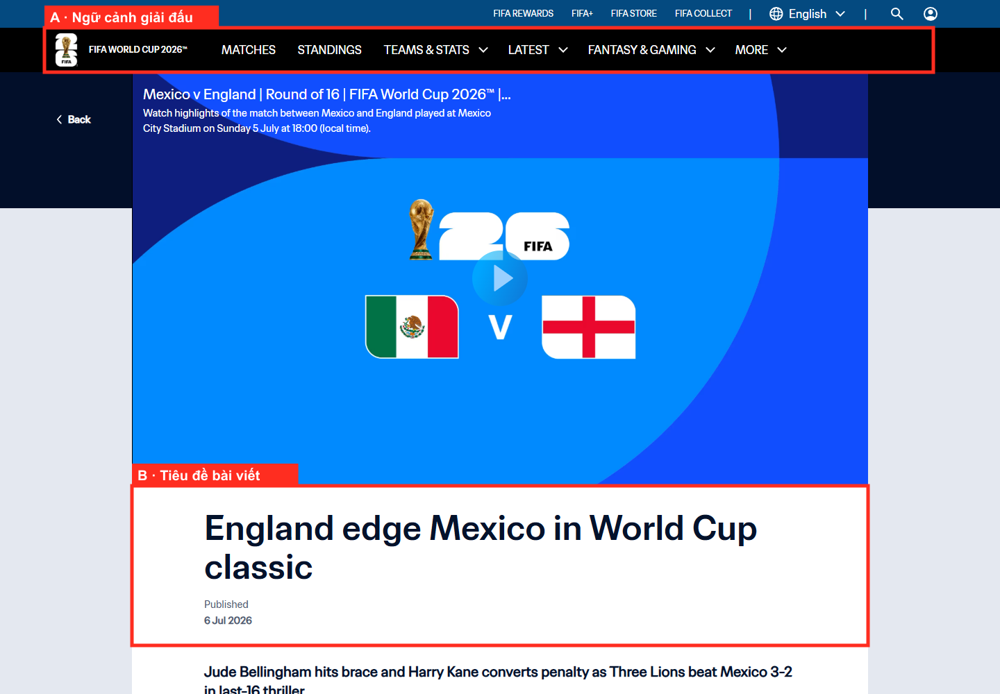 A · Ngữ cảnh giải đấu
FIFA REWARDS FIFA+ FIFA STORE FIFA COLLECT | English |
FIFA
FIFA WORLD CUP 2026™ MATCHES STANDINGS TEAMS & STATS LATEST FANTASY & GAMING MORE
Back
Mexico v England | Round of 16 | FIFA World Cup 2026™ |...
Watch highlights of the match between Mexico and England played at Mexico
City Stadium on Sunday 5 July at 18:00 (local time).
26
FIFA
V
B · Tiêu đề bài viết
England edge Mexico in World Cup
classic
Published
6 Jul 2026
Jude Bellingham hits brace and Harry Kane converts penalty as Three Lions beat Mexico 3-2
in last-16 thriller